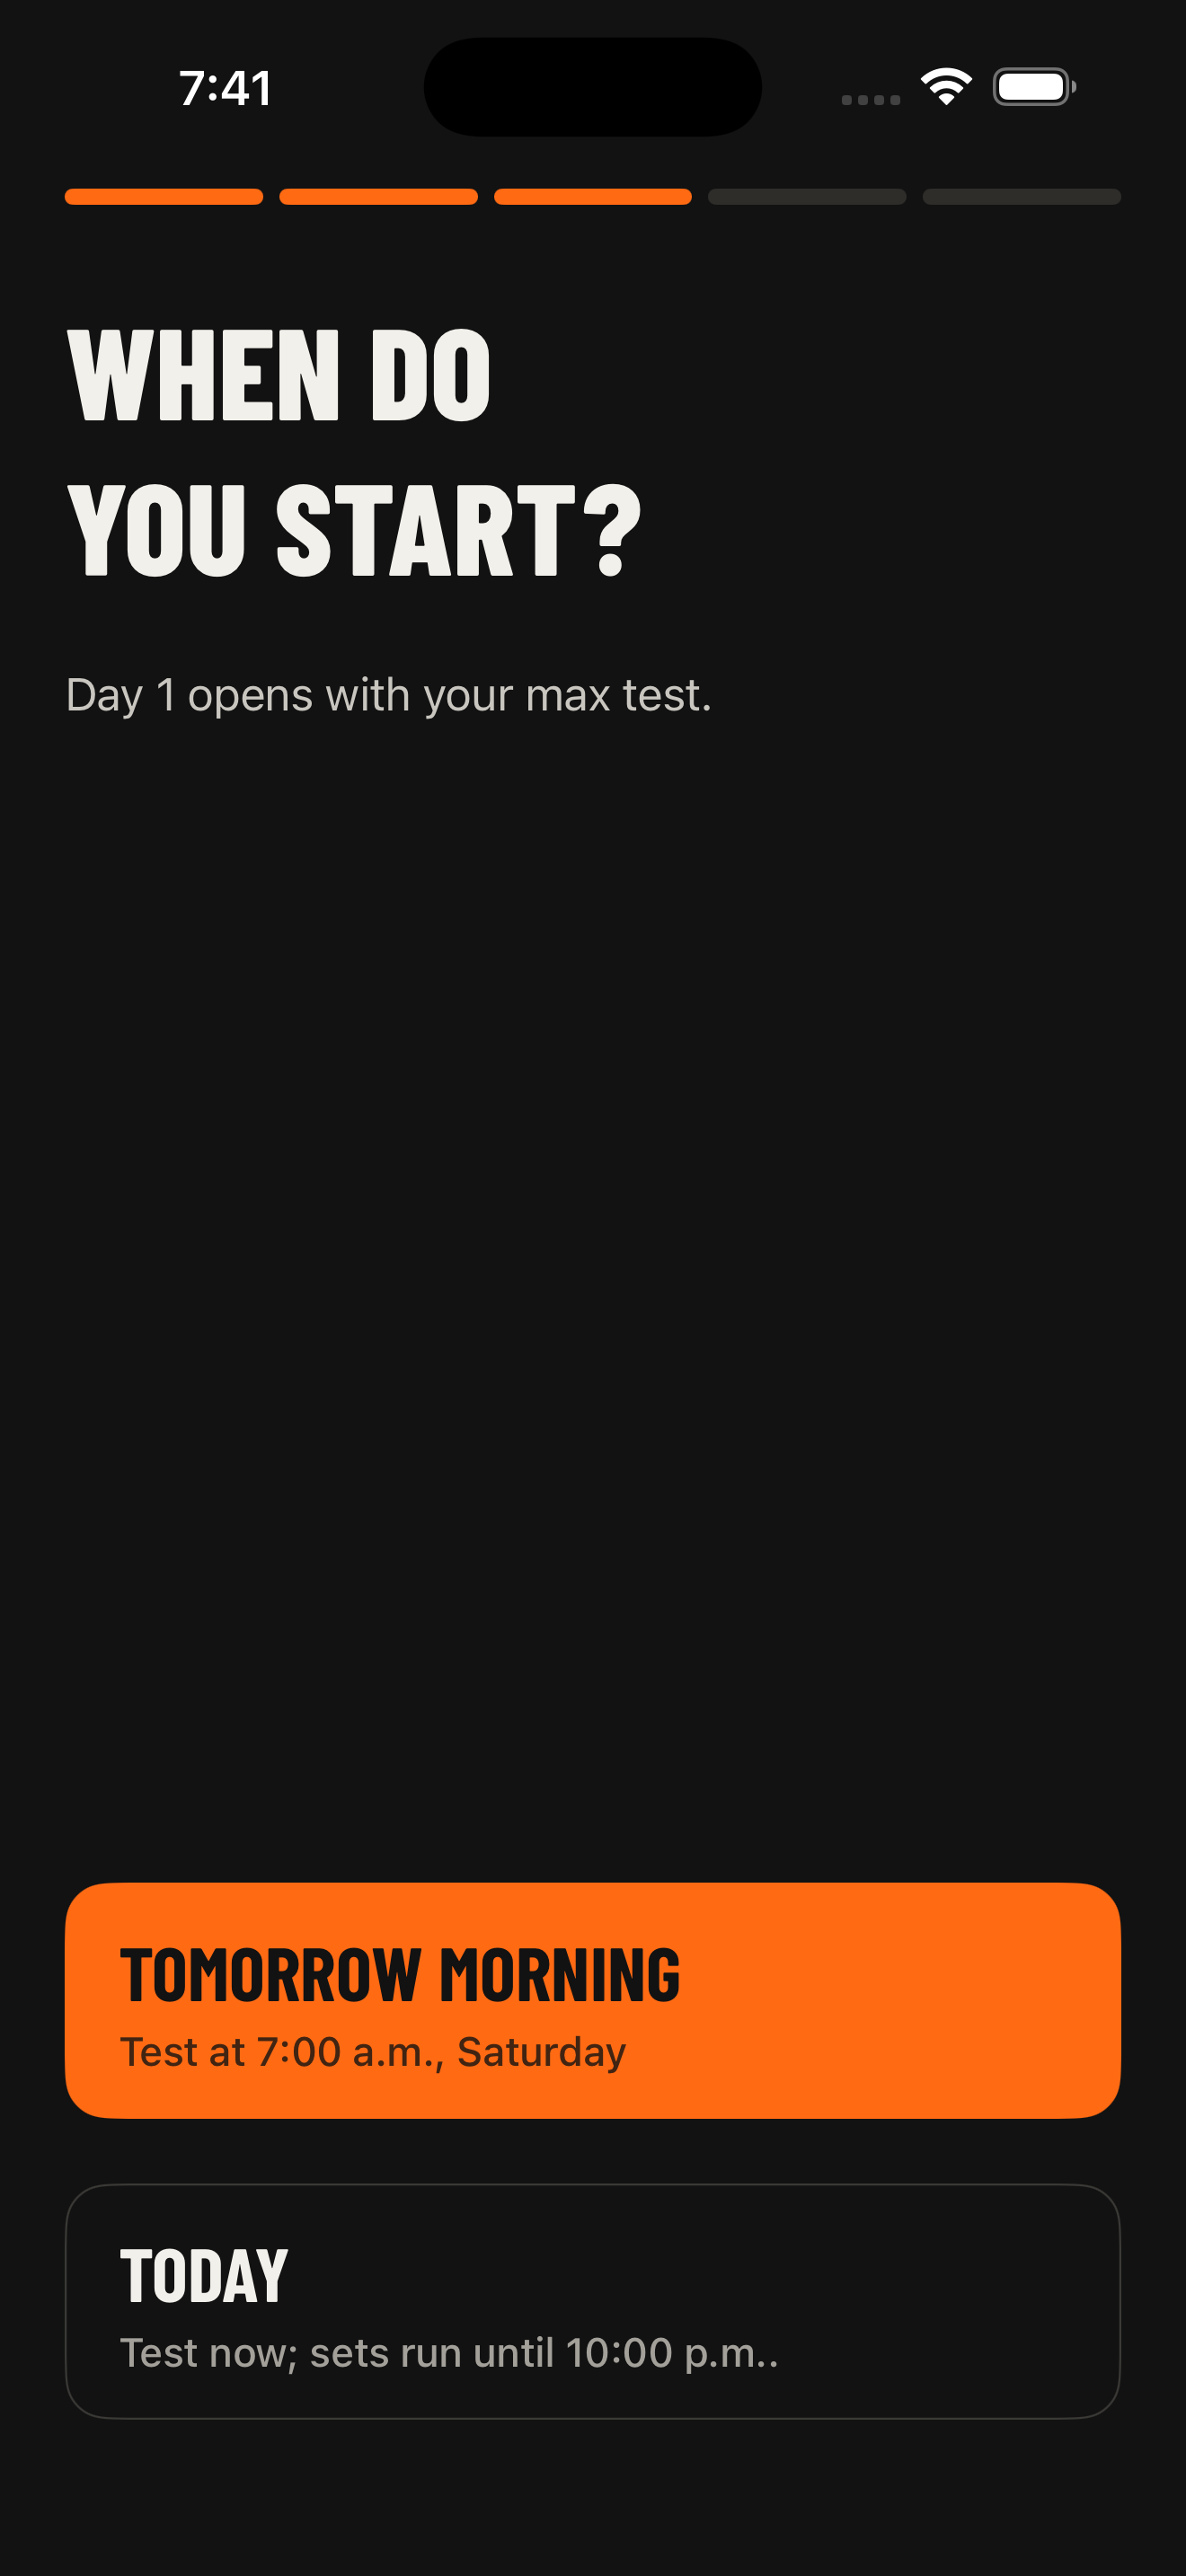 7:41
WHEN DO
YOU START?
Day 1 opens with your max test.
TOMORROW MORNING
Test at 7:00 a.m., Saturday
TODAY
Test now; sets run until 10:00 p.m..